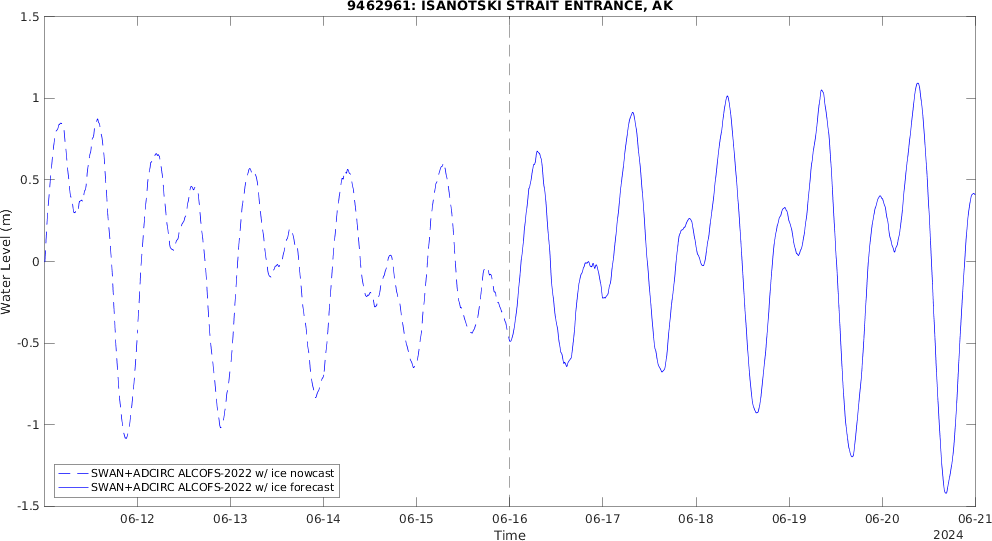 9462961: ISANOTSKI STRAIT ENTRANCE, AK
1.5
1
0.5
0
-0.5
-1
-1.5
Water Level (m)
SWAN+ADCIRC ALCOFS-2022 w/ ice nowcast
SWAN+ADCIRC ALCOFS-2022 w/ ice forecast
06-12 06-13 06-14 06-15 06-16 06-17 06-18 06-19 06-20 06-21
Time
2024